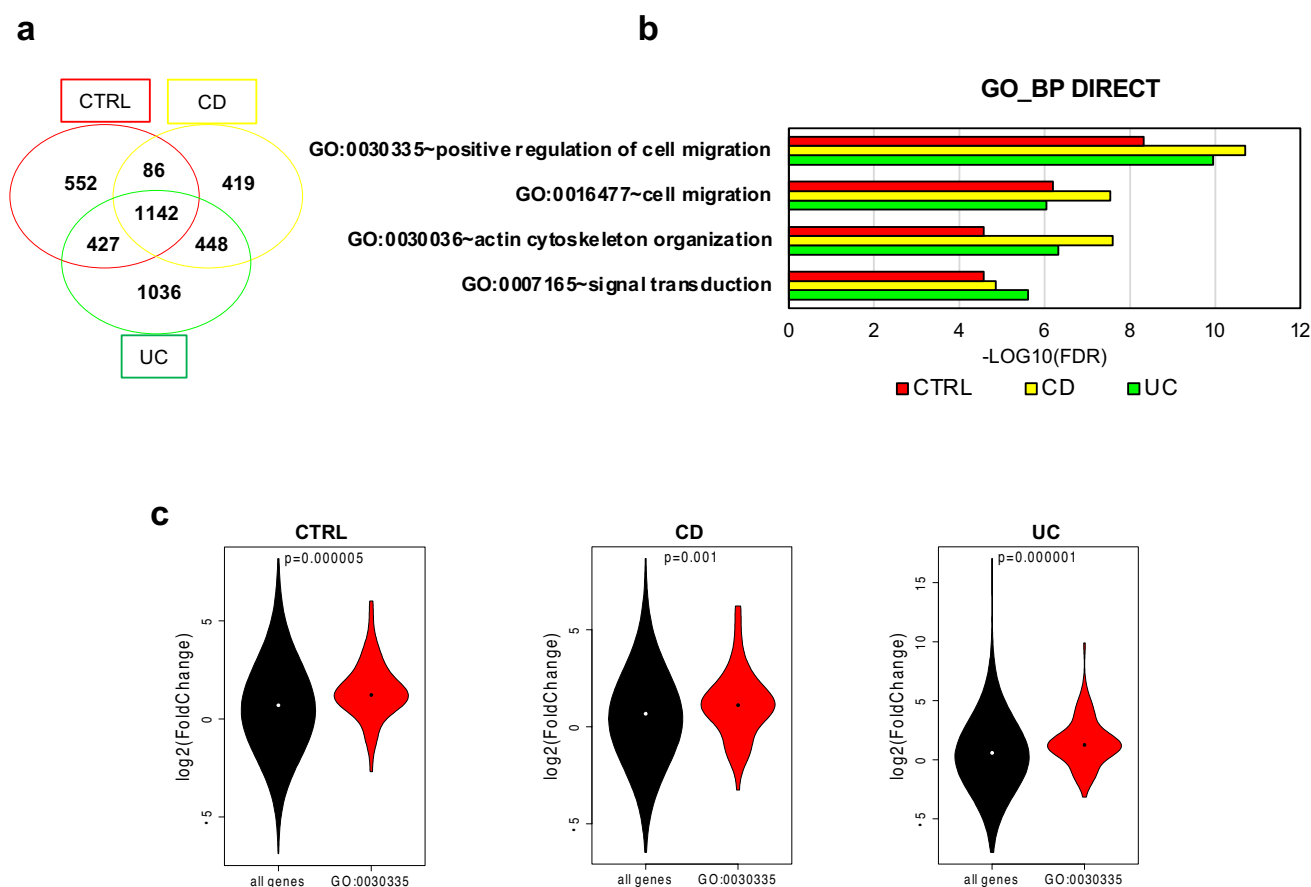 a
CTRL
CD
552
86
419
1142
427
448
1036
UC
b
GO_BP DIRECT
GO:0030335~positive regulation of cell migration
GO:0016477~cell migration
GO:0030036~actin cytoskeleton organization
GO:0007165~signal transduction
0 2 4 6 8 10 12
-LOG10(FDR)
CTRL CD UC
c
CTRL
p=0.000005
log2(FoldChange)
5
0
-5
all genes GO:0030335
CD
p=0.001
log2(FoldChange)
5
0
-5
all genes GO:0030335
UC
p=0.000001
log2(FoldChange)
15
10
5
0
-5
all genes GO:0030335